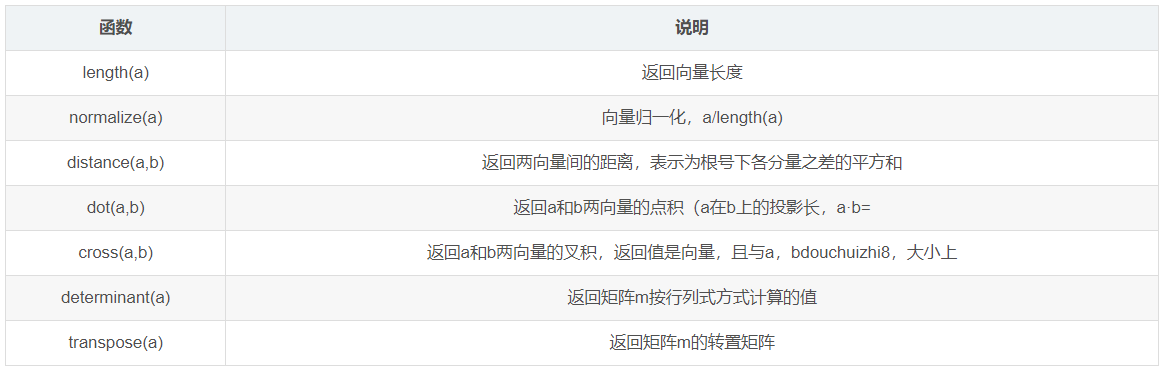 函数 说明
length(a) 返回向量长度
normalize(a) 向量归一化，a/length(a)
distance(a,b) 返回两向量间的距离，表示为根号下各分量之差的平方和
dot(a,b) 返回a和b两向量的点积（a在b上的投影长，a·b=
cross(a,b) 返回a和b两向量的叉积，返回值是向量，且与a，bdouchuizhi8，大小上
determinant(a) 返回矩阵m按行列式方式计算的值
transpose(a) 返回矩阵m的转置矩阵